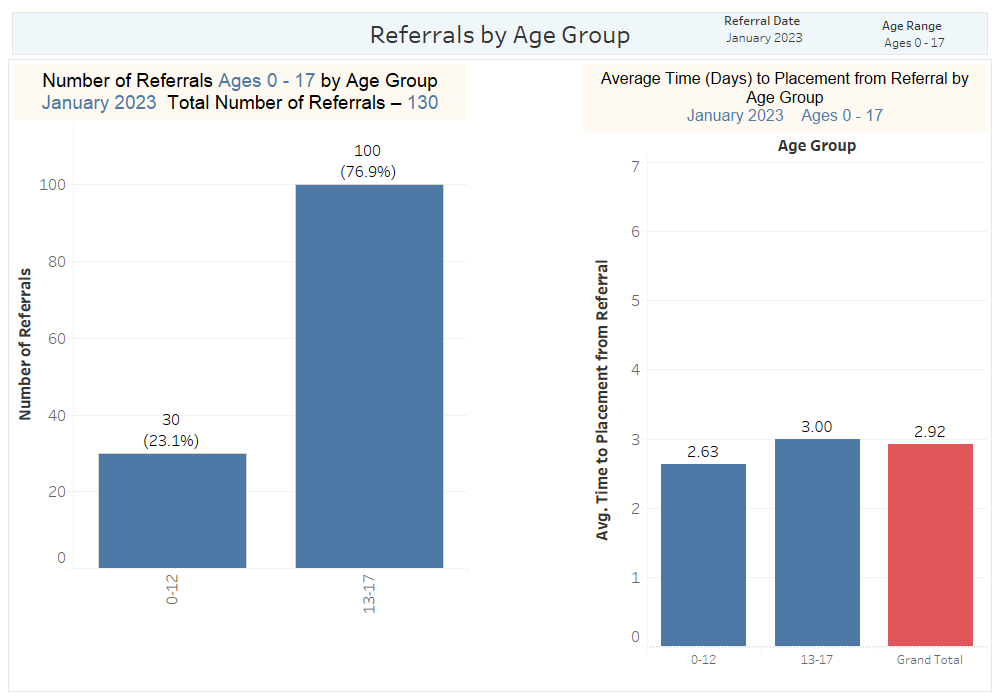 Referrals by Age Group
Referral Date
January 2023
Age Range
Ages 0 - 17
Number of Referrals Ages 0 - 17 by Age Group
January 2023 Total Number of Referrals – 130
Number of Referrals
100
80
60
40
20
0
30
(23.1%)
100
(76.9%)
0-12
13-17
Average Time (Days) to Placement from Referral by
Age Group
January 2023 Ages 0 - 17
Age Group
Avg. Time to Placement from Referral
7
6
5
4
3
2
1
0
2.63
3.00
2.92
0-12
13-17
Grand Total